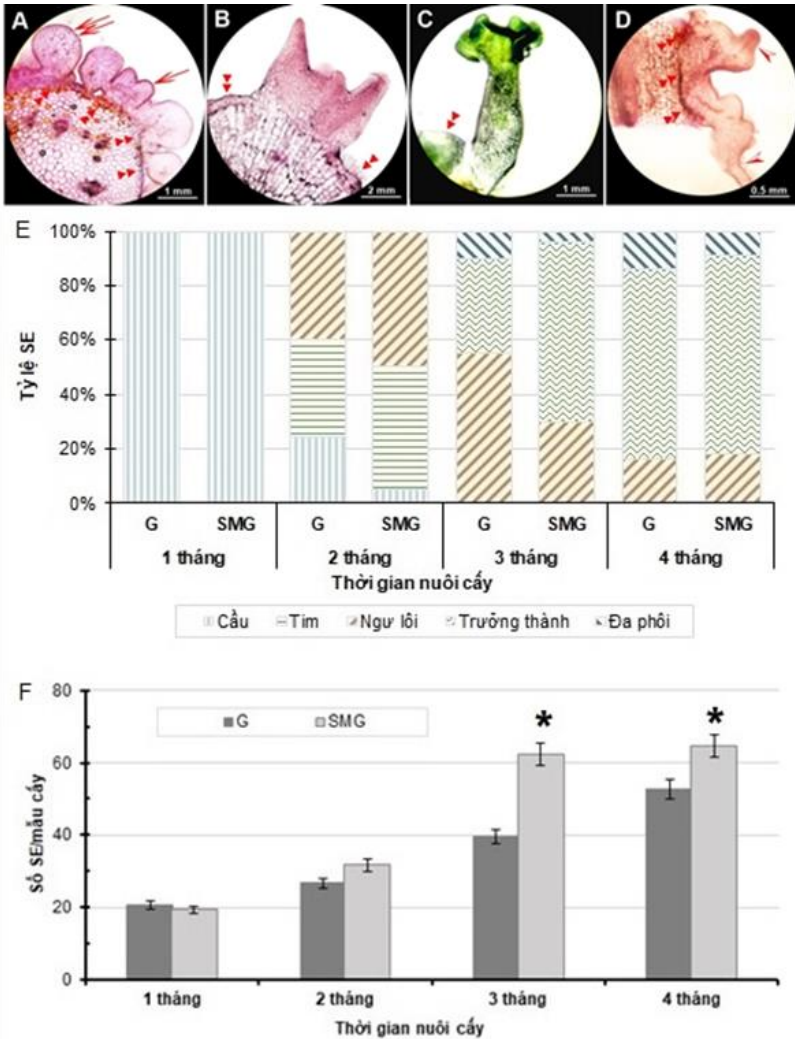 A
B
C
D
1 mm
2 mm
1 mm
0.5 mm
E
100%
80%
60%
40%
20%
0%
Tỷ lệ SE
G SMG G SMG G SMG G SMG
1 tháng 2 tháng 3 tháng 4 tháng
Thời gian nuôi cấy
Cầu Tim Ngư lôi Trưởng thành Đa phôi
F
80
60
40
20
0
Số SE/mẫu cấy
G SMG
*
*
1 tháng 2 tháng 3 tháng 4 tháng
Thời gian nuôi cấy